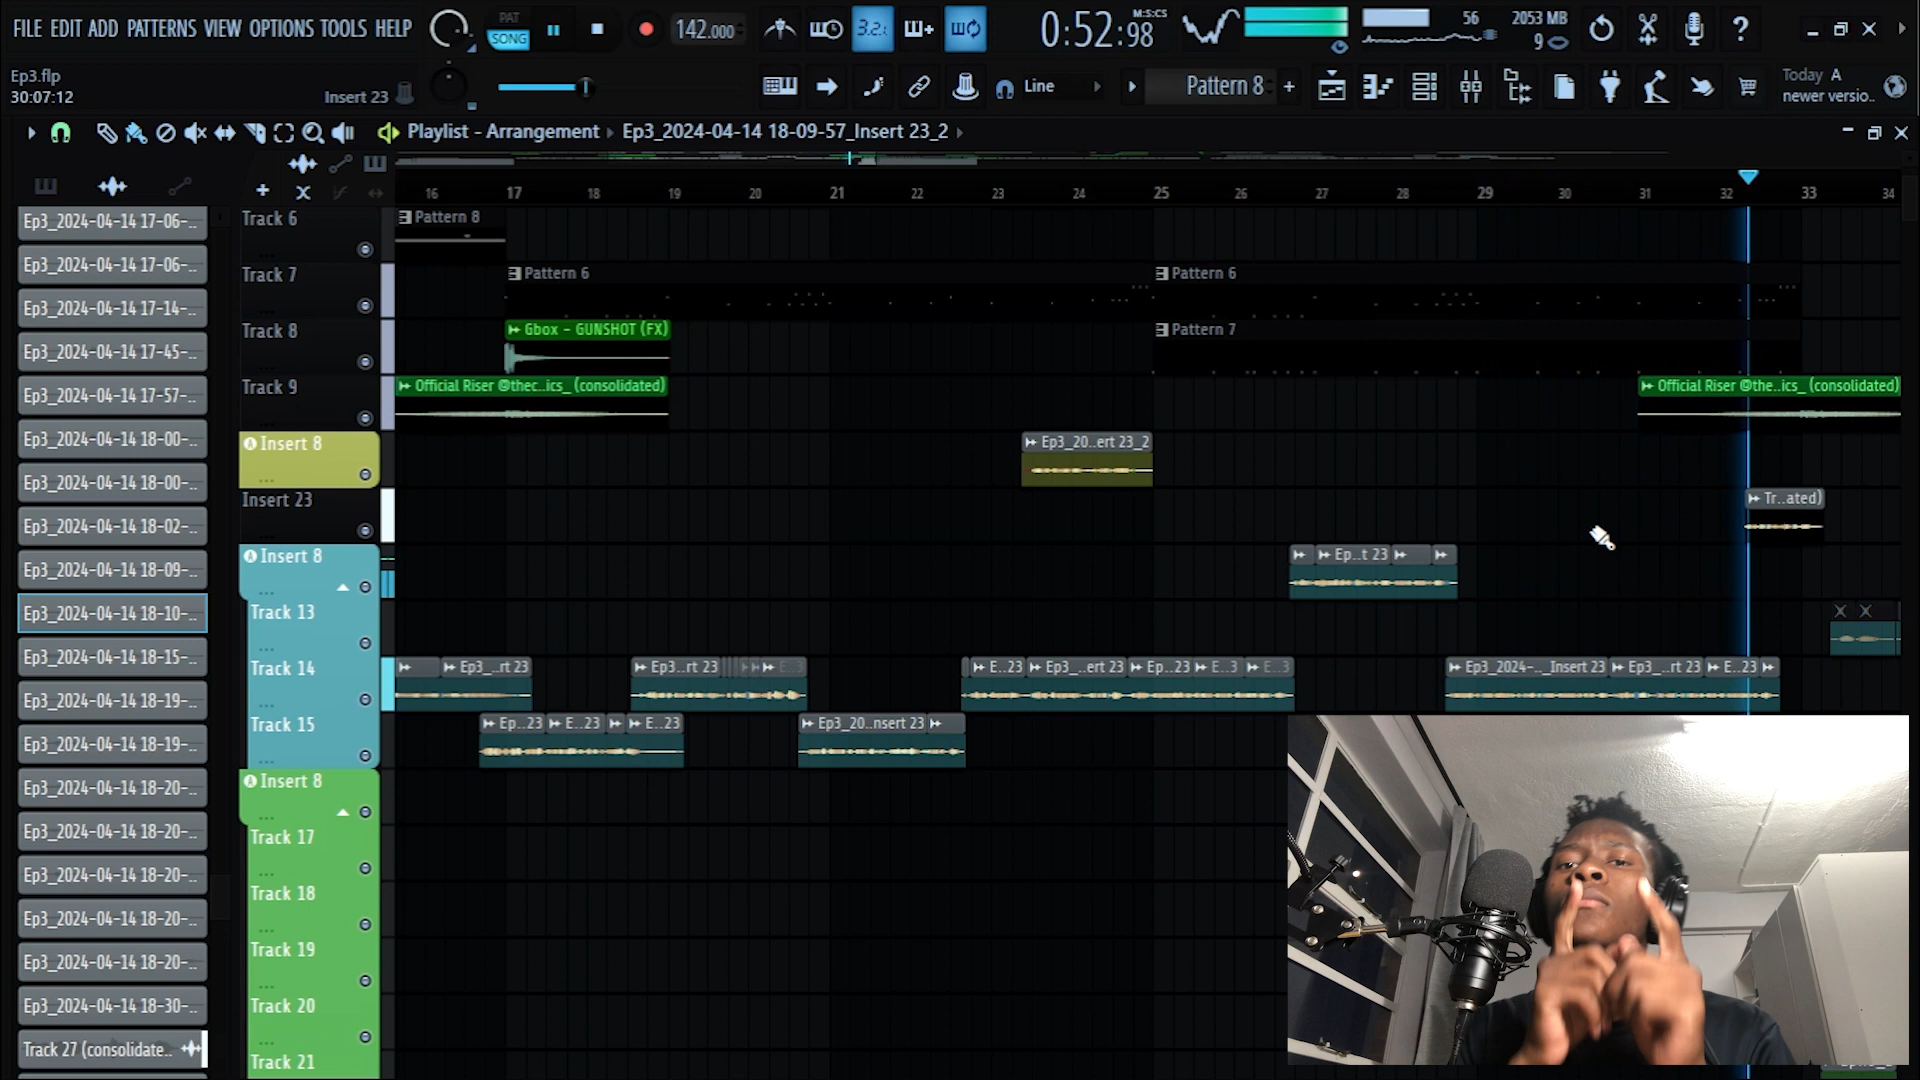 FILE EDIT ADD PATTERNS VIEW OPTIONS TOOLS HELP
PAT
SONG
142.000
3.2
0:52:98
M:S:CS
56
2053 MB
9
Ep3.flp
30:07:12
Insert 23
Line
Pattern 8
Today A
newer versio..
Playlist - Arrangement
Ep3_2024-04-14 18-09-57_Insert 23_2
16 17 18 19 20 21 22 23 24 25 26 27 28 29 30 31 32 33 34
Ep3_2024-04-14 17-06-..
Ep3_2024-04-14 17-06-..
Ep3_2024-04-14 17-14-..
Ep3_2024-04-14 17-45-..
Ep3_2024-04-14 17-57-..
Ep3_2024-04-14 18-00-..
Ep3_2024-04-14 18-00-..
Ep3_2024-04-14 18-02-..
Ep3_2024-04-14 18-09-..
Ep3_2024-04-14 18-10-..
Ep3_2024-04-14 18-15-..
Ep3_2024-04-14 18-19-..
Ep3_2024-04-14 18-19-..
Ep3_2024-04-14 18-20-..
Ep3_2024-04-14 18-20-..
Ep3_2024-04-14 18-20-..
Ep3_2024-04-14 18-20-..
Ep3_2024-04-14 18-20-..
Ep3_2024-04-14 18-30-..
Track 27 (consolidate..
Track 6
Pattern 8
Track 7
Pattern 6
Pattern 6
Track 8
Gbox - GUNSHOT (FX)
Pattern 7
Track 9
Official Riser @thec..ics_ (consolidated)
Official Riser @the..ics_ (consolidated)
Insert 8
Ep3_20..ert 23_2
Insert 23
Tr..ated)
Insert 8
Ep..t 23
Track 13
Track 14
Ep3_...rt 23
Ep3..rt 23
E..3
E..23
Ep3_...ert 23
Ep..23
E..3
E..3
Ep3_2024-.._Insert 23
Ep3_...rt 23
E..23
Track 15
Ep..23
E..23
E..23
Ep3_20..nsert 23
Insert 8
Track 17
Track 18
Track 19
Track 20
Track 21